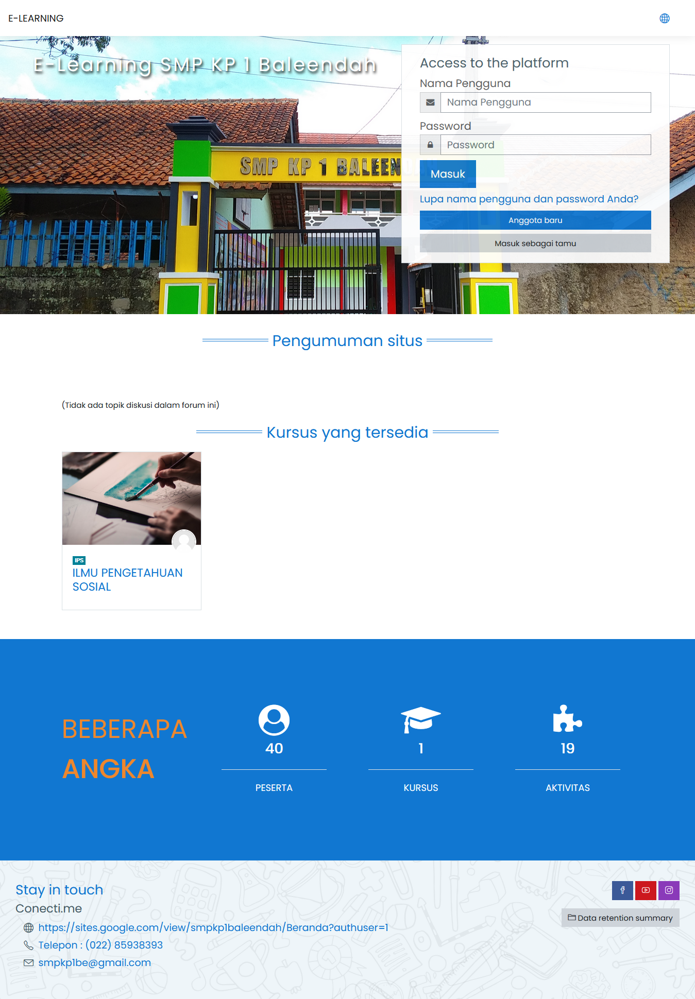 E-LEARNING
E-Learning SMP KP 1 Baleendah
SMP KP 1 BALEENDAH
Access to the platform
Nama Pengguna
Nama Pengguna
Password
Password
Masuk
Lupa nama pengguna dan password Anda?
Anggota baru
Masuk sebagai tamu
Pengumuman situs
(Tidak ada topik diskusi dalam forum ini)
Kursus yang tersedia
IPS
ILMU PENGETAHUAN
SOSIAL
BEBERAPA
ANGKA
40
PESERTA
1
KURSUS
19
AKTIVITAS
Stay in touch
Conecti.me
https://sites.google.com/view/smpkp1baleendah/Beranda?authuser=1
Telepon : (022) 85938393
smpkp1be@gmail.com
Data retention summary